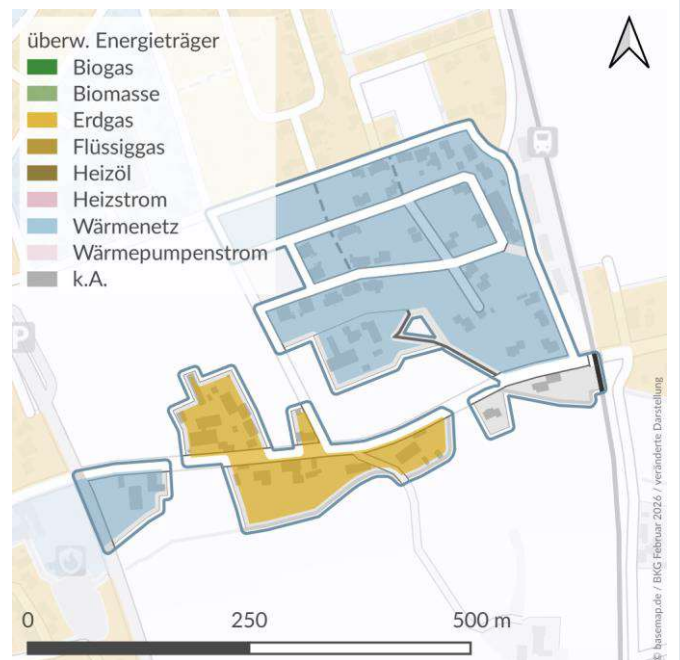 überw. Energieträger
Biogas
Biomasse
Erdgas
Flüssiggas
Heizöl
Heizstrom
Wärmenetz
Wärmepumpenstrom
k.A.
P
0 250 500 m
© basemap.de / BKG Februar 2026 / veränderte Darstellung